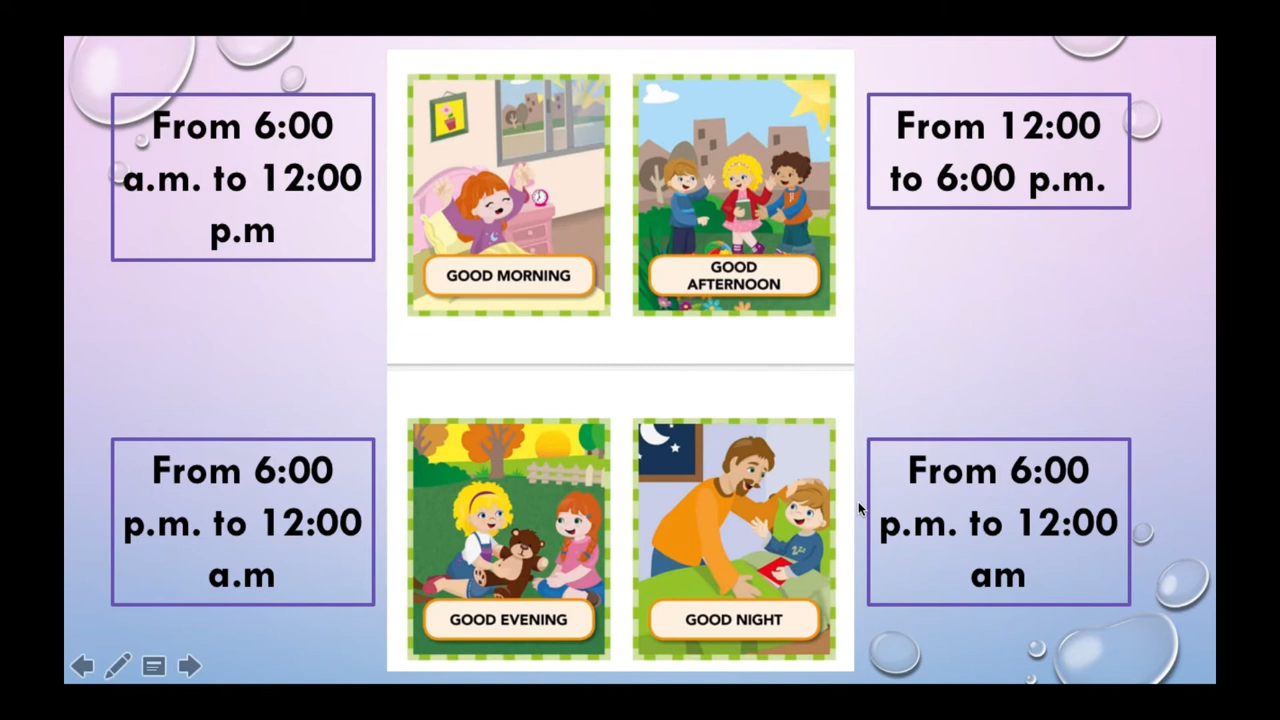 From 6:00
a.m. to 12:00
p.m
GOOD MORNING
GOOD
AFTERNOON
From 12:00
to 6:00 p.m.
From 6:00
p.m. to 12:00
a.m
GOOD EVENING
GOOD NIGHT
From 6:00
p.m. to 12:00
am